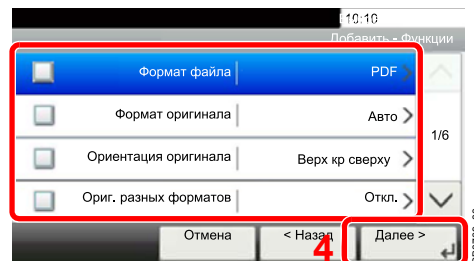 10:10
Добавить - Функции
Формат файла PDF >
Формат оригинала Авто >
1/6
Ориентация оригинала Верх кр сверху >
Ориг. разных форматов Откл. >
Отмена < Назад Далее >
4